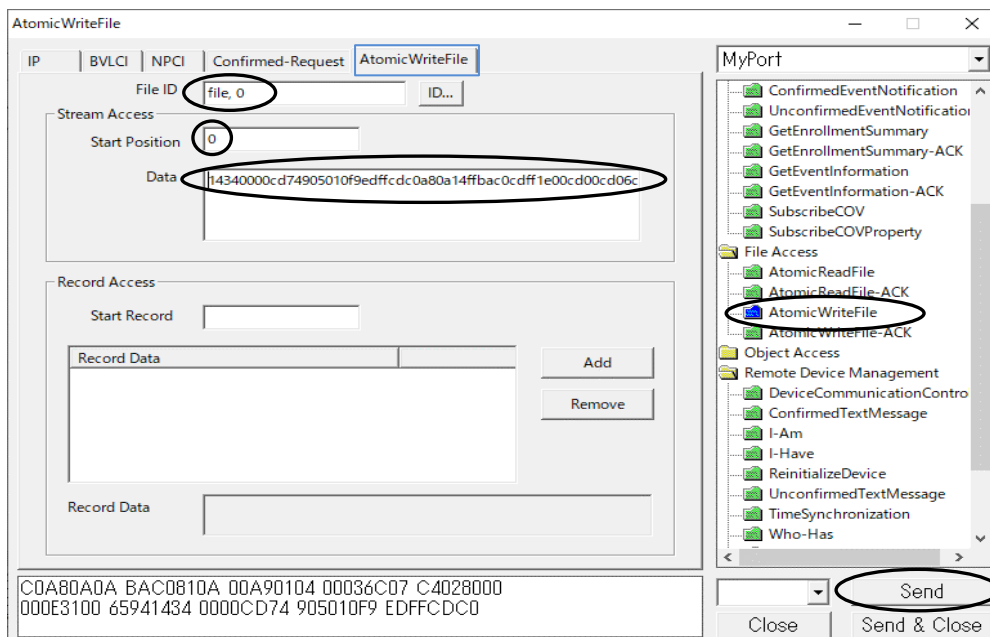 AtomicWriteFile
IP BVLCI NPCI Confirmed-Request AtomicWriteFile
File ID file, 0 ID...
Stream Access
Start Position 0
Data 14340000cd74905010f9edffcdc0a80a14ffbac0cdff1e00cd00cd06c
Record Access
Start Record
Record Data
Add
Remove
Record Data
C0A80A0A BAC0810A 00A90104 00036C07 C4028000
000E3100 65941434 0000CD74 905010F9 EDFFCDC0
MyPort
ConfirmedEventNotification
UnconfirmedEventNotification
GetEnrollmentSummary
GetEnrollmentSummary-ACK
GetEventInformation
GetEventInformation-ACK
SubscribeCOV
SubscribeCOVProperty
File Access
AtomicReadFile
AtomicReadFile-ACK
AtomicWriteFile
AtomicWriteFile-ACK
Object Access
Remote Device Management
DeviceCommunicationContro
ConfirmedTextMessage
I-Am
I-Have
ReinitializeDevice
UnconfirmedTextMessage
TimeSynchronization
Who-Has
Send
Close Send & Close